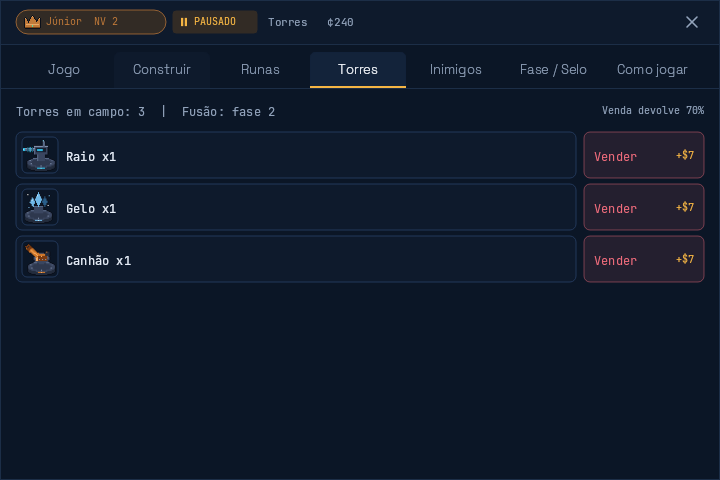 Júnior NV 2 PAUSADO Torres $240
Jogo Construir Runas Torres Inimigos Fase / Selo Como jogar
Torres em campo: 3 | Fusão: fase 2 Venda devolve 70%
Raio x1 Vender +$7
Gelo x1 Vender +$7
Canhão x1 Vender +$7